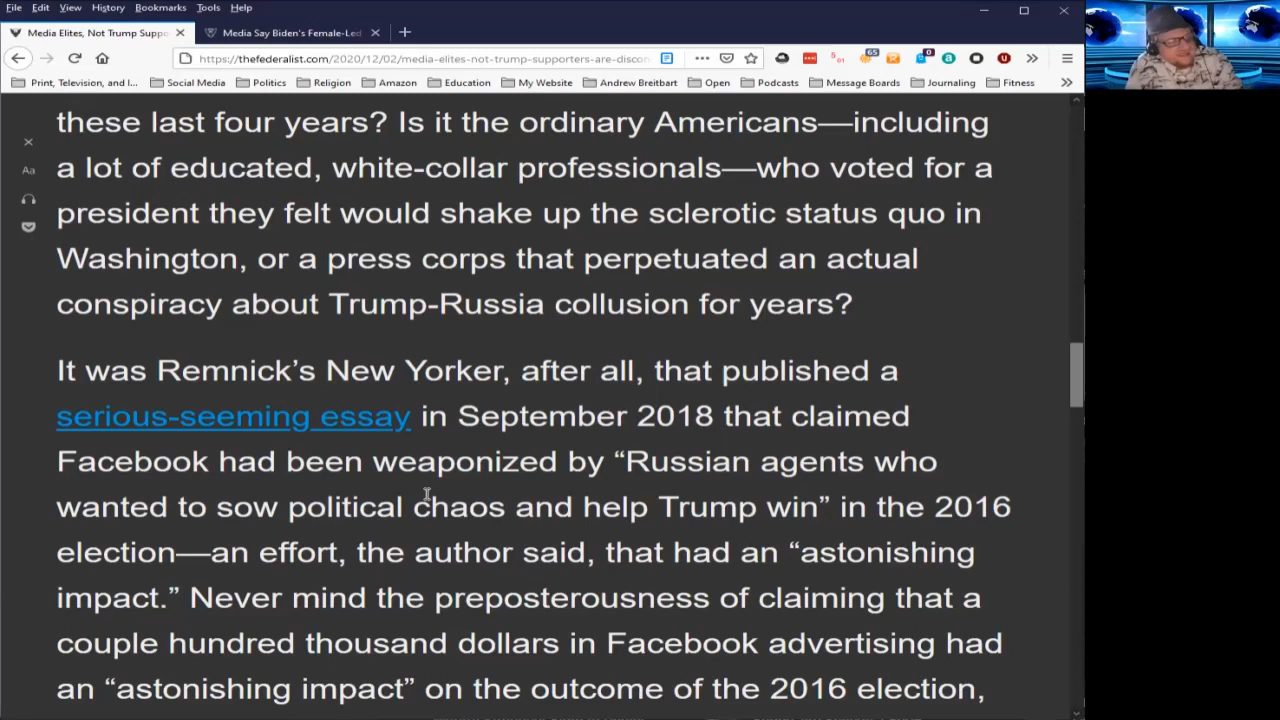 File Edit View History Bookmarks Tools Help
Media Elites, Not Trump Suppo
Media Say Biden's Female-Led
https://thefederalist.com/2020/12/22/media-elites-not-trump-supporters-are-discon
65
01
0
Print, Television, and I... Social Media Politics Religion Amazon Education My Website Andrew Breitbart Open Podcasts Message Boards Journaling Fitness
Aa
these last four years? Is it the ordinary Americans—including
a lot of educated, white-collar professionals—who voted for a
president they felt would shake up the sclerotic status quo in
Washington, or a press corps that perpetuated an actual
conspiracy about Trump-Russia collusion for years?
It was Remnick’s New Yorker, after all, that published a
serious-seeming essay in September 2018 that claimed
Facebook had been weaponized by “Russian agents who
wanted to sow political chaos and help Trump win” in the 2016
election—an effort, the author said, that had an “astonishing
impact.” Never mind the preposterousness of claiming that a
couple hundred thousand dollars in Facebook advertising had
an “astonishing impact” on the outcome of the 2016 election,